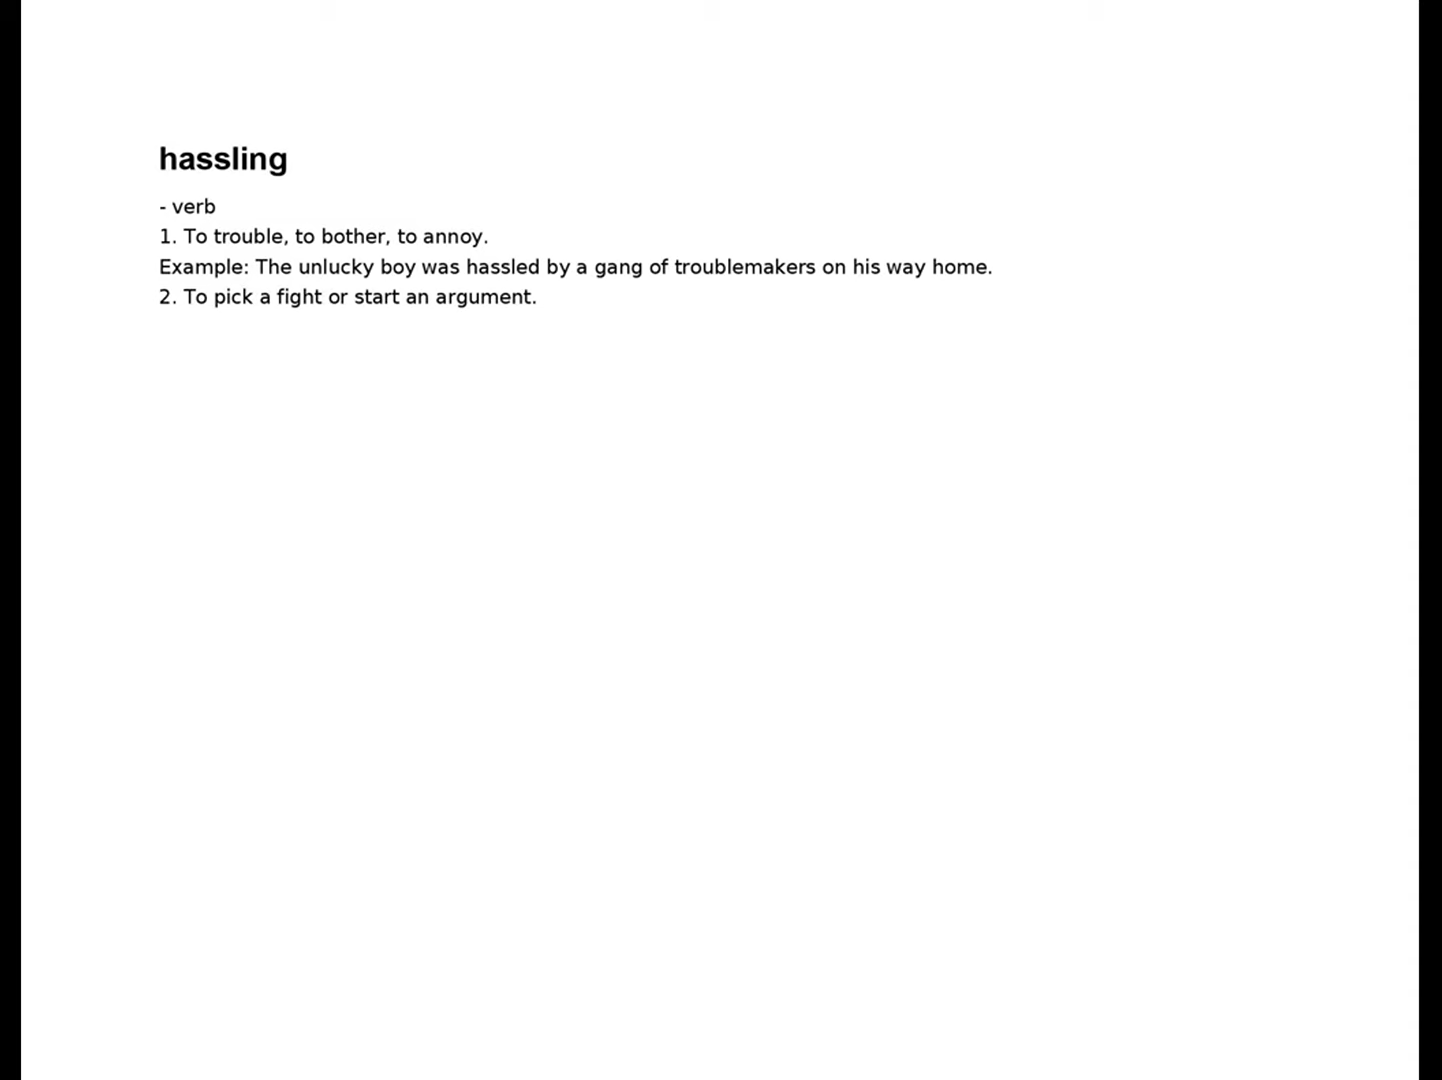 hassling
- verb
1. To trouble, to bother, to annoy.
Example: The unlucky boy was hassled by a gang of troublemakers on his way home.
2. To pick a fight or start an argument.